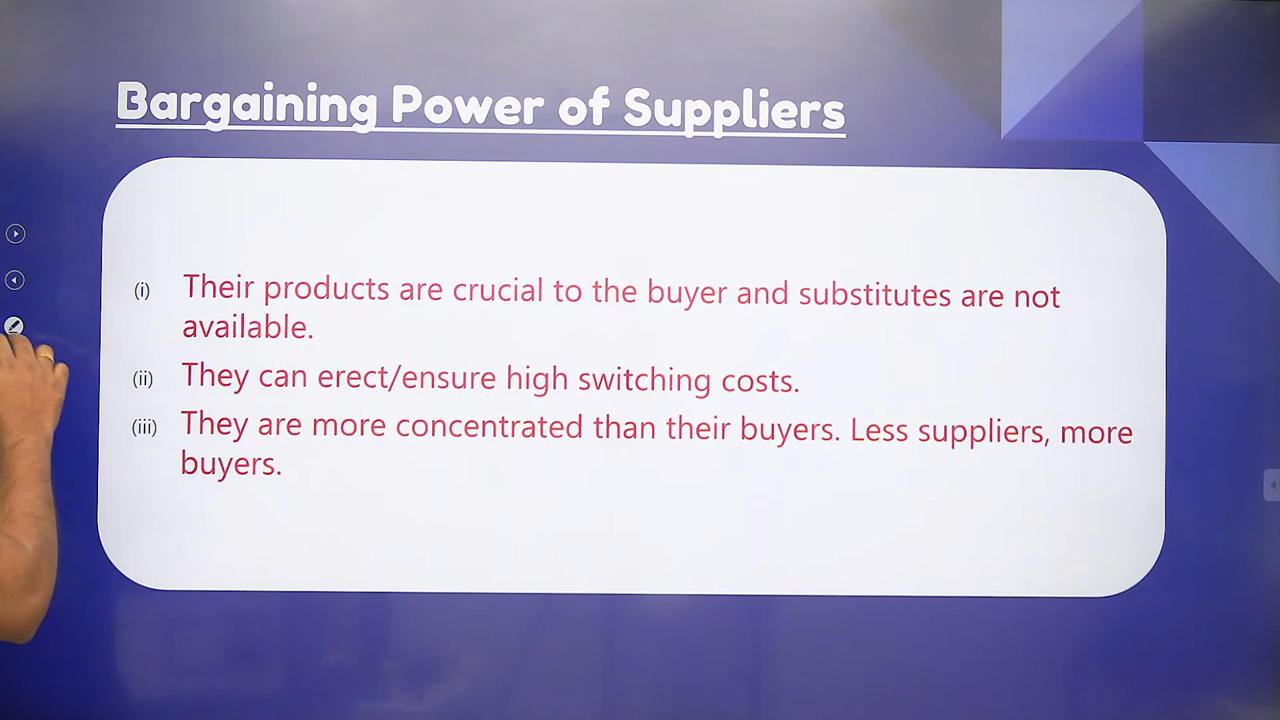 Bargaining Power of Suppliers
(i) Their products are crucial to the buyer and substitutes are not
available.
(ii) They can erect/ensure high switching costs.
(iii) They are more concentrated than their buyers. Less suppliers, more
buyers.